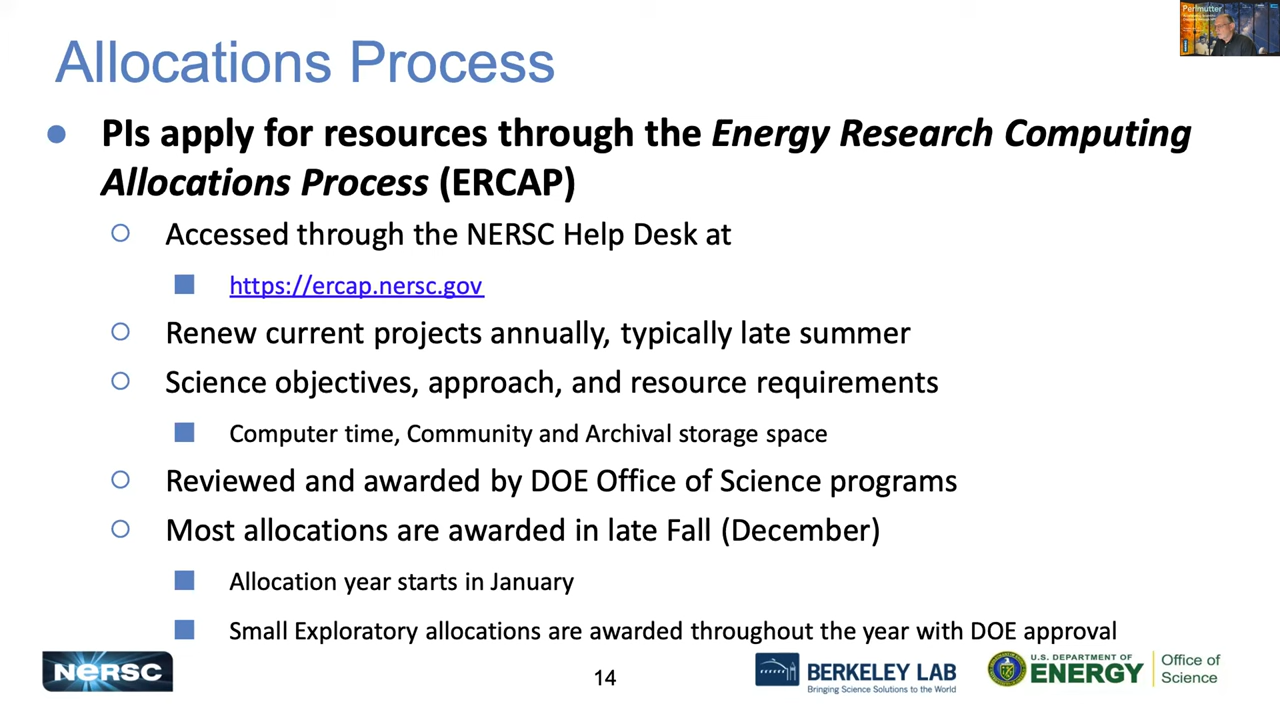 Perlmutter
Allocations Process
● PIs apply for resources through the Energy Research Computing
Allocations Process (ERCAP)
○ Accessed through the NERSC Help Desk at
■ https://ercap.nersc.gov
○ Renew current projects annually, typically late summer
○ Science objectives, approach, and resource requirements
■ Computer time, Community and Archival storage space
○ Reviewed and awarded by DOE Office of Science programs
○ Most allocations are awarded in late Fall (December)
■ Allocation year starts in January
■ Small Exploratory allocations are awarded throughout the year with DOE approval
NERSC
14
BERKELEY LAB
Bringing Science Solutions to the World
U.S. DEPARTMENT OF
ENERGY
Office of
Science